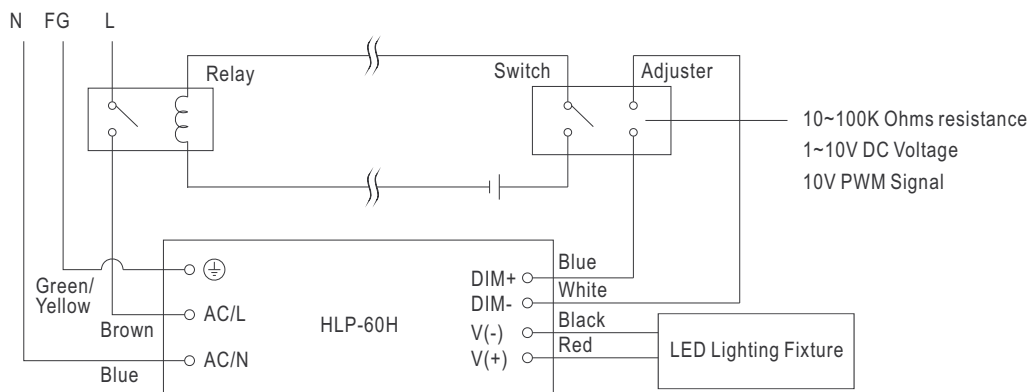 N FG L
Relay
Switch
Adjuster
10~100K Ohms resistance
1~10V DC Voltage
10V PWM Signal
Green/
Yellow
Brown
Blue
AC/L
AC/N
HLP-60H
DIM+
DIM-
V(-)
V(+)
Blue
White
Black
Red
LED Lighting Fixture